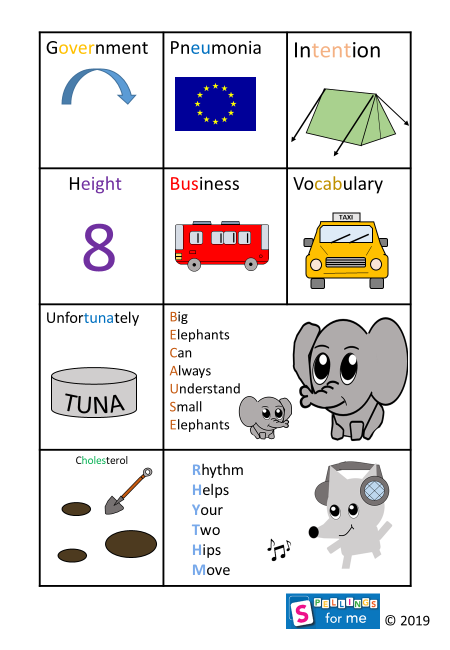 Government
Pneumonia
Intention
Height
8
Business
Vocabulary
TAXI
Unfortunately
TUNA
Big
Elephants
Can
Always
Understand
Small
Elephants
Cholesterol
Rhythm
Helps
Your
Two
Hips
Move
SPELLINGS
for me
© 2019